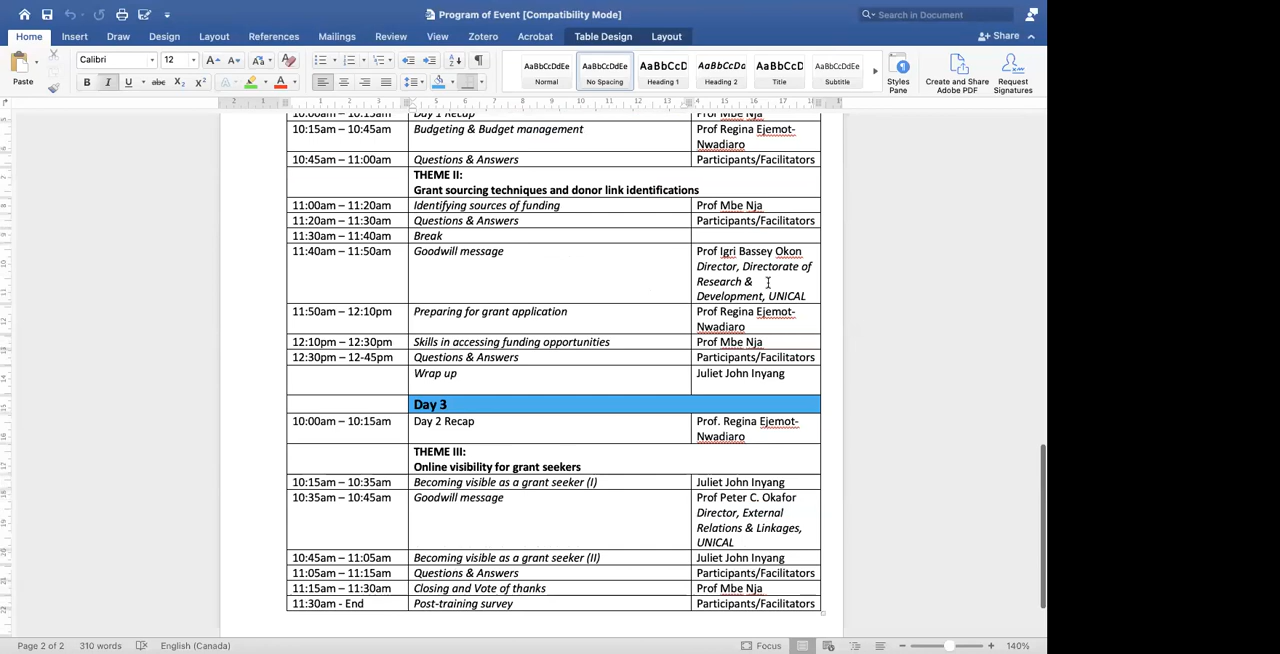 Program of Event [Compatibility Mode]
Search in Document
Home Insert Draw Design Layout References Mailings Review View Zotero Acrobat Table Design Layout Share
Paste
Calibri 12
AaBbCcDdEe Normal
AaBbCcDdEe No Spacing
AaBbCcD Heading 1
AaBbCcDd Heading 2
AaBbCcD Title
AaBbCcDdEe Subtitle
Styles Pane
Create and Share Adobe PDF
Request Signatures
10:00am – 10:15am Day 1 Recap Prof Mbe Nja
10:15am – 10:45am Budgeting & Budget management Prof Regina Ejemot-
Nwadiaro
10:45am – 11:00am Questions & Answers Participants/Facilitators
THEME II:
Grant sourcing techniques and donor link identifications
11:00am – 11:20am Identifying sources of funding Prof Mbe Nja
11:20am – 11:30am Questions & Answers Participants/Facilitators
11:30am – 11:40am Break
11:40am – 11:50am Goodwill message Prof Igri Bassey Okon
Director, Directorate of
Research &
Development, UNICAL
11:50am – 12:10pm Preparing for grant application Prof Regina Ejemot-
Nwadiaro
12:10pm – 12:30pm Skills in accessing funding opportunities Prof Mbe Nja
12:30pm – 12-45pm Questions & Answers Participants/Facilitators
Wrap up Juliet John Inyang
Day 3
10:00am – 10:15am Day 2 Recap Prof. Regina Ejemot-
Nwadiaro
THEME III:
Online visibility for grant seekers
10:15am – 10:35am Becoming visible as a grant seeker (I) Juliet John Inyang
10:35am – 10:45am Goodwill message Prof Peter C. Okafor
Director, External
Relations & Linkages,
UNICAL
10:45am – 11:05am Becoming visible as a grant seeker (II) Juliet John Inyang
11:05am – 11:15am Questions & Answers Participants/Facilitators
11:15am – 11:30am Closing and Vote of thanks Prof Mbe Nja
11:30am - End Post-training survey Participants/Facilitators
Page 2 of 2 310 words English (Canada) Focus 140%